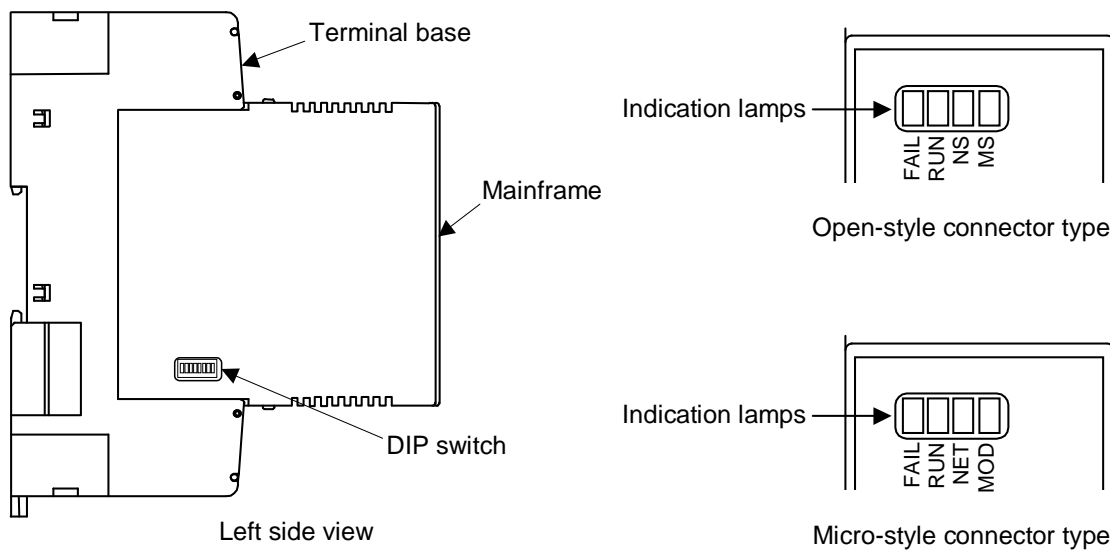 Terminal base
Mainframe
DIP switch
Left side view
Indication lamps
FAIL
RUN
NS
MS
Open-style connector type
Indication lamps
FAIL
RUN
NET
MOD
Micro-style connector type